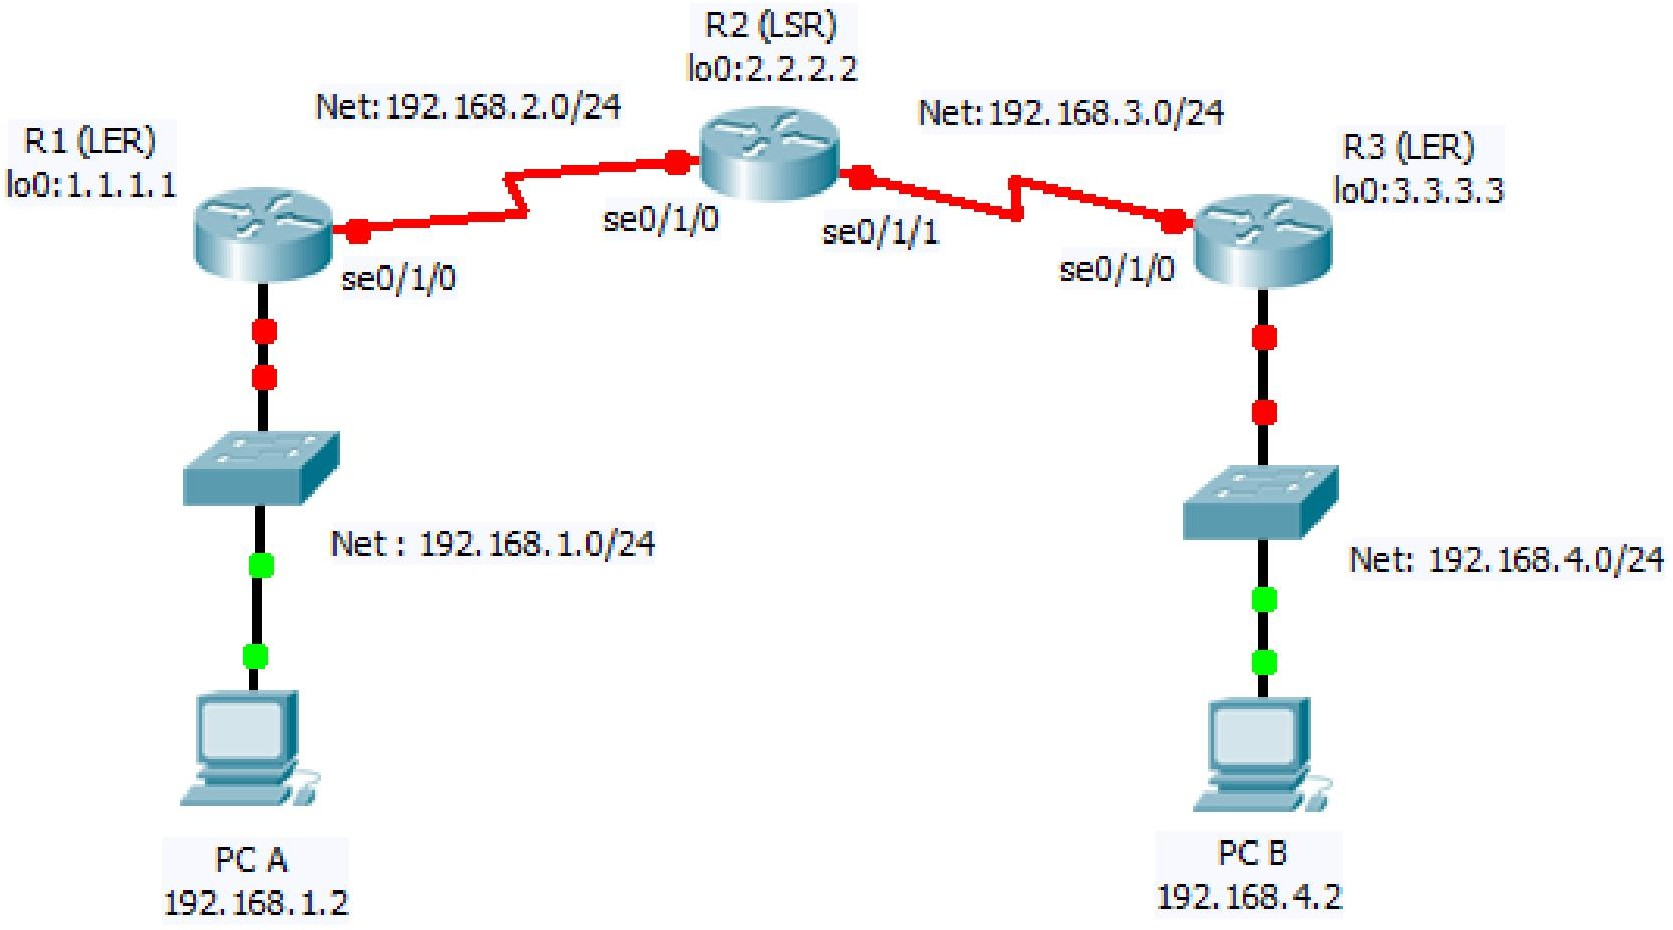 R2 (LSR)
lo0:2.2.2.2
Net:192.168.2.0/24
Net:192.168.3.0/24
R1 (LER)
lo0:1.1.1.1
R3 (LER)
lo0:3.3.3.3
se0/1/0
se0/1/1
se0/1/0
se0/1/0
Net : 192.168.1.0/24
Net: 192.168.4.0/24
PC A
192.168.1.2
PC B
192.168.4.2